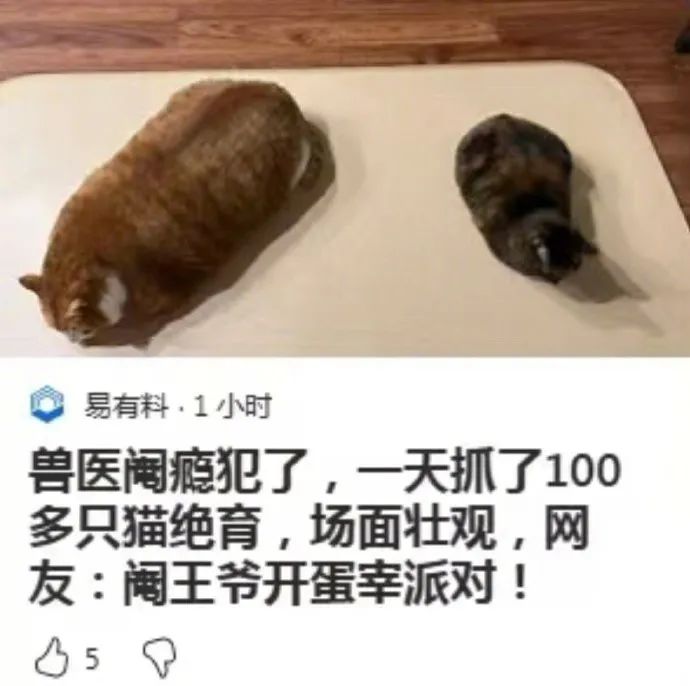 易有料 · 1 小时
兽医阉瘾犯了，一天抓了100
多只猫绝育，场面壮观，网
友：阉王爷开蛋宰派对！
5